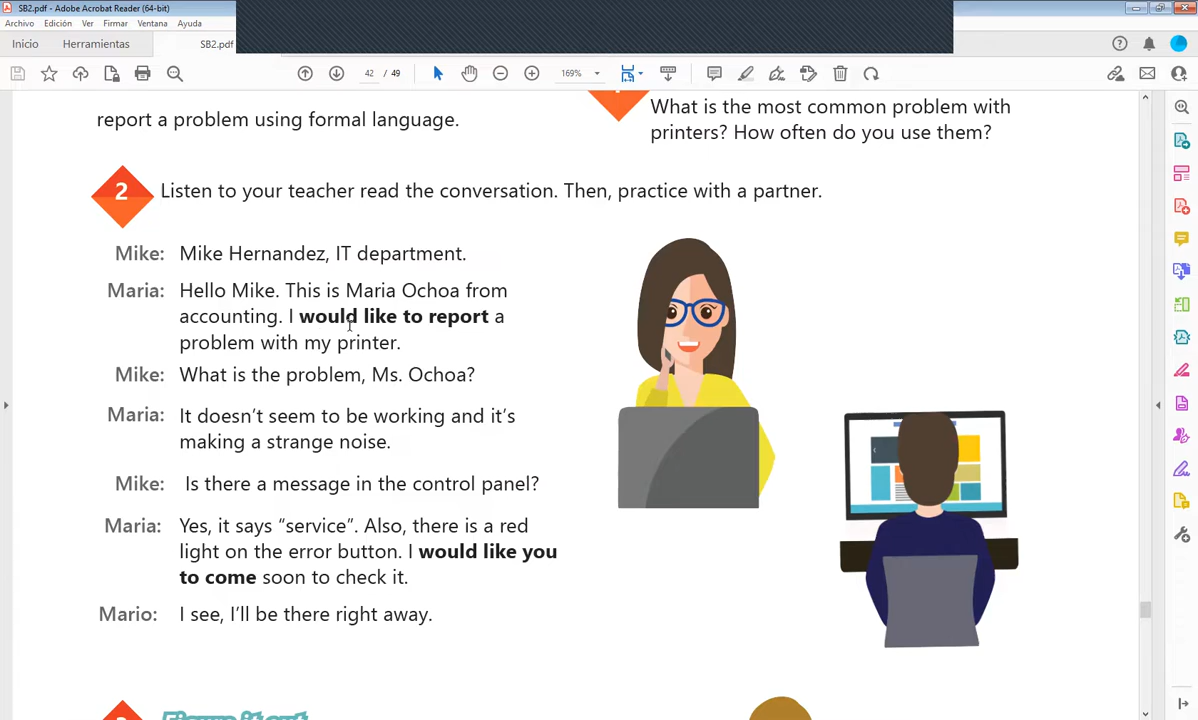 SB2.pdf - Adobe Acrobat Reader (64-bit)
Archivo Edición Ver Firmar Ventana Ayuda
Inicio Herramientas SB2.pdf
42 / 49 169%
report a problem using formal language.
What is the most common problem with
printers? How often do you use them?
2 Listen to your teacher read the conversation. Then, practice with a partner.
Mike: Mike Hernandez, IT department.
Maria: Hello Mike. This is Maria Ochoa from
accounting. I would like to report a
problem with my printer.
Mike: What is the problem, Ms. Ochoa?
Maria: It doesn't seem to be working and it's
making a strange noise.
Mike: Is there a message in the control panel?
Maria: Yes, it says “service”. Also, there is a red
light on the error button. I would like you
to come soon to check it.
Mario: I see, I'll be there right away.